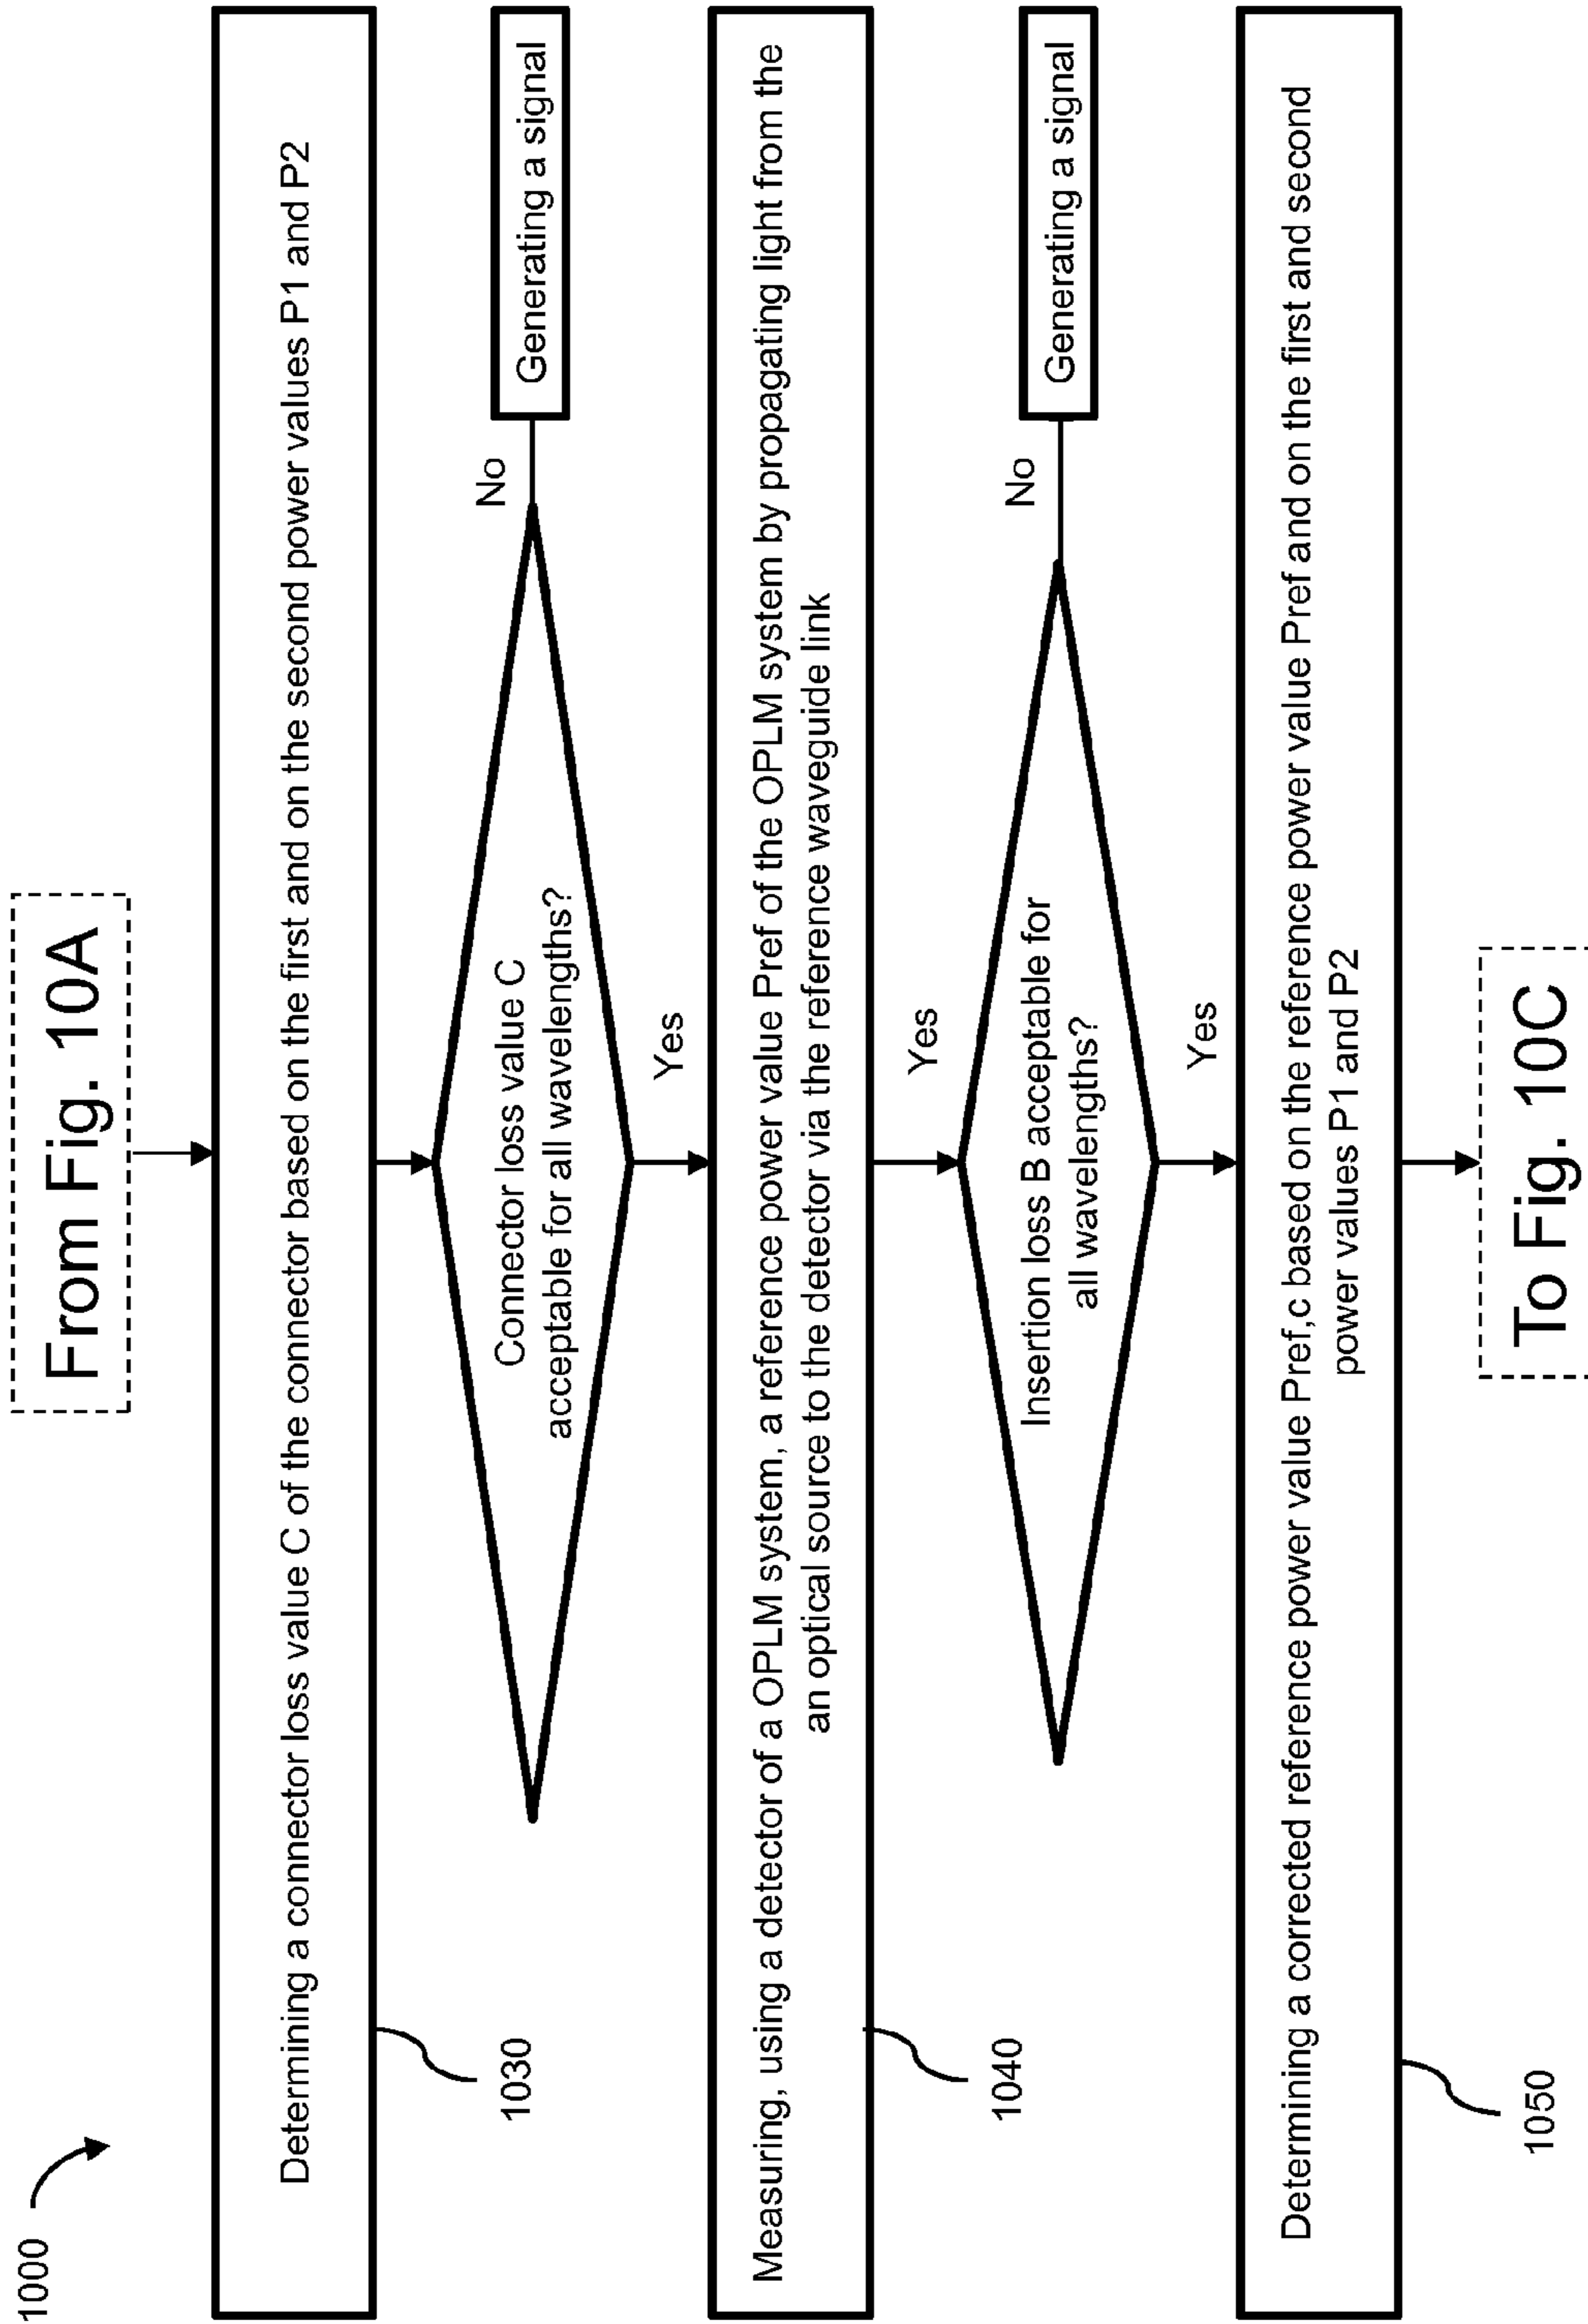 1000
From Fig. 10A
Determining a connector loss value C of the connector based on the first and on the second power values P1 and P2
1030
Connector loss value C
acceptable for all wavelengths?
No
Generating a signal
Yes
Measuring, using a detector of a OPLM system, a reference power value Pref of the OPLM system by propagating light from the
an optical source to the detector via the reference waveguide link
1040
Yes
Insertion loss B acceptable for
all wavelengths?
No
Generating a signal
Yes
Determining a corrected reference power value Pref,c based on the reference power value Pref and on the first and second
power values P1 and P2
1050
To Fig. 10C